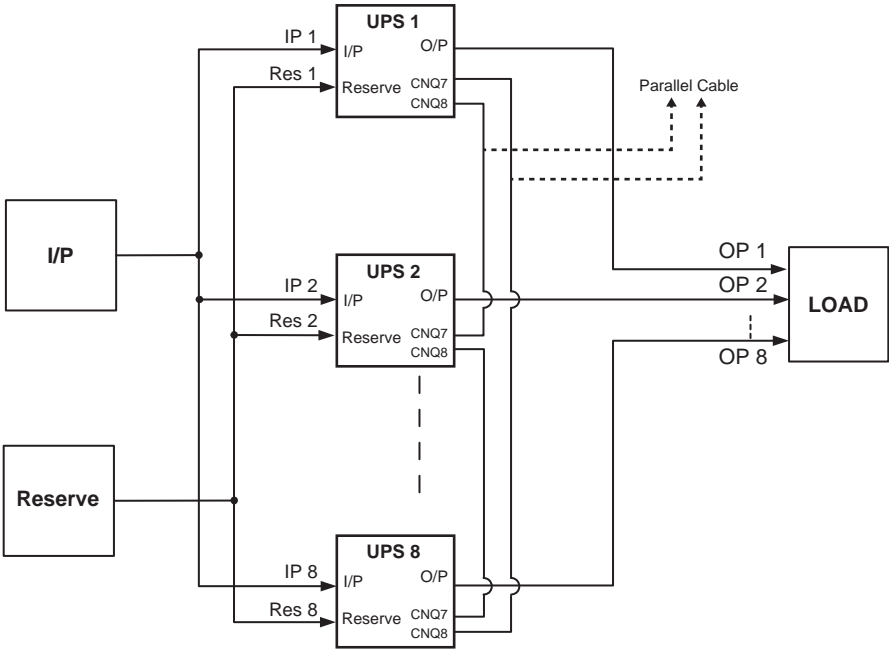 UPS 1
IP 1
I/P
O/P
Res 1
Reserve
CNQ7
CNQ8
Parallel Cable
I/P
UPS 2
IP 2
I/P
O/P
Res 2
Reserve
CNQ7
CNQ8
OP 1
OP 2
OP 8
LOAD
Reserve
UPS 8
IP 8
I/P
O/P
Res 8
Reserve
CNQ7
CNQ8